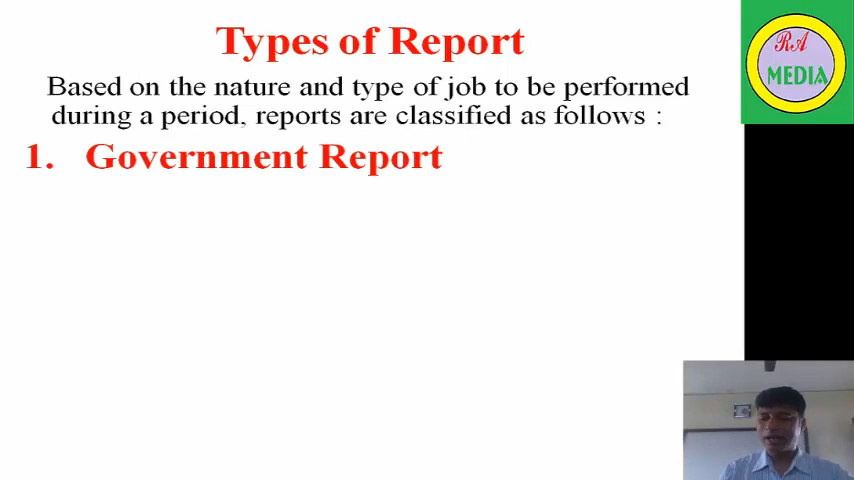 Types of Report
RA
MEDIA
Based on the nature and type of job to be performed
during a period, reports are classified as follows :
1. Government Report